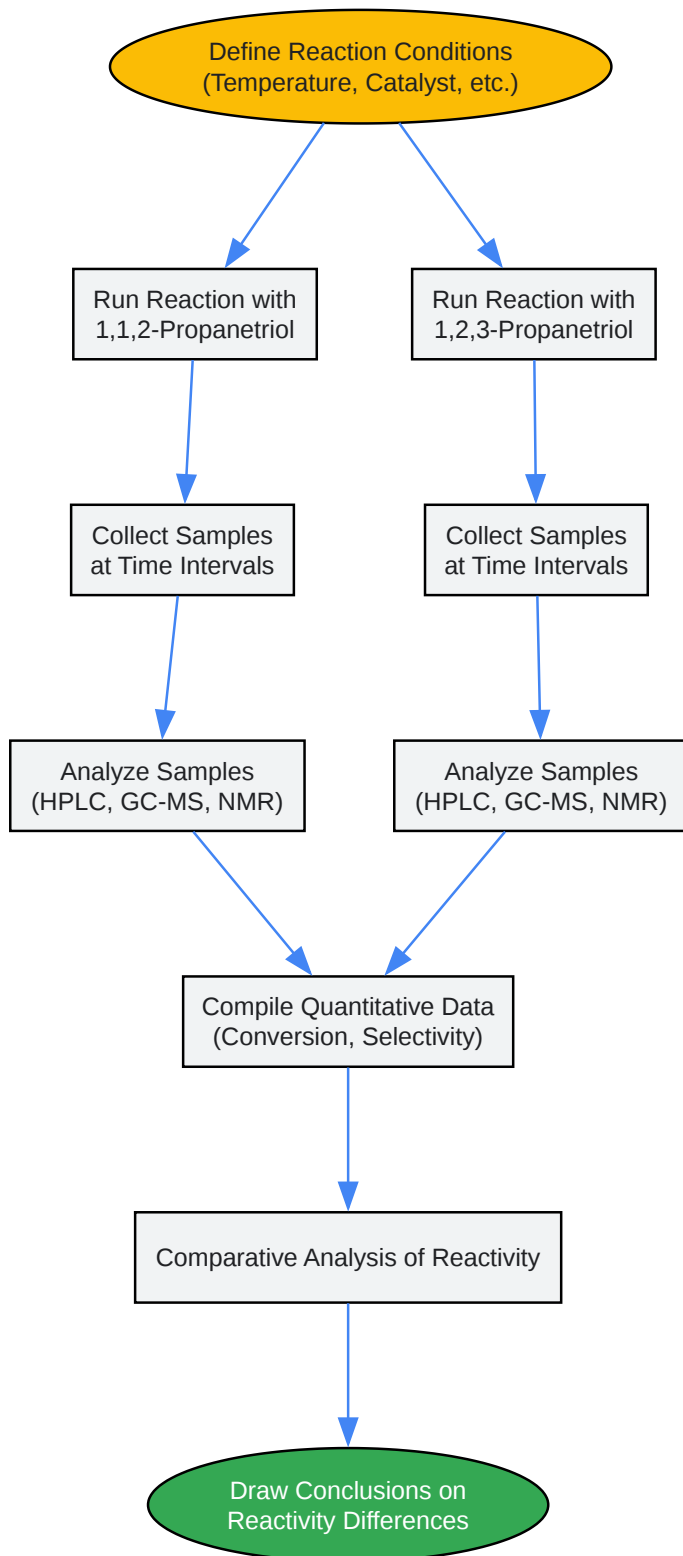 Define Reaction Conditions
(Temperature, Catalyst, etc.)
Run Reaction with
1,1,2-Propanetriol
Run Reaction with
1,2,3-Propanetriol
Collect Samples
at Time Intervals
Collect Samples
at Time Intervals
Analyze Samples
(HPLC, GC-MS, NMR)
Analyze Samples
(HPLC, GC-MS, NMR)
Compile Quantitative Data
(Conversion, Selectivity)
Comparative Analysis of Reactivity
Draw Conclusions on
Reactivity Differences